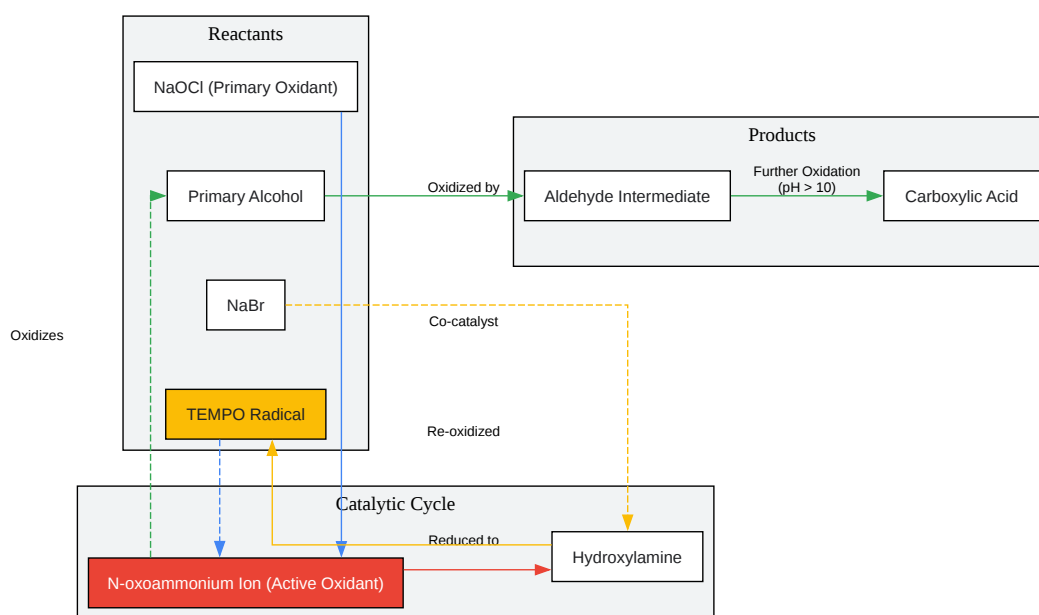 Reactants
NaOCl (Primary Oxidant)
Products
Primary Alcohol
Oxidized by
Aldehyde Intermediate
Further Oxidation
(pH > 10)
Carboxylic Acid
NaBr
Co-catalyst
Oxidizes
TEMPO Radical
Re-oxidized
Catalytic Cycle
Reduced to
Hydroxylamine
N-oxoammonium Ion (Active Oxidant)